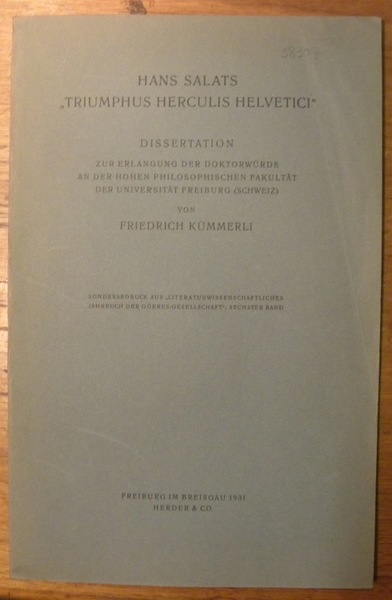 HANS SALATS
„TRIUMPHUS HERCULIS HELVETICI"
DISSERTATION
ZUR ERLANGUNG DER DOKTORWÜRDE
AN DER HOHEN PHILOSOPHISCHEN FAKULTÄT
DER UNIVERSITÄT FREIBURG (SCHWEIZ)
VON
FRIEDRICH KÜMMERLI
SONDERABDRUCK AUS „LITERATURWISSENSCHAFTLICHES
JAHRBUCH DER GÖRRES-GESELLSCHAFT", SECHSTER BAND
FREIBURG IM BREISGAU 1931
HERDER & CO.